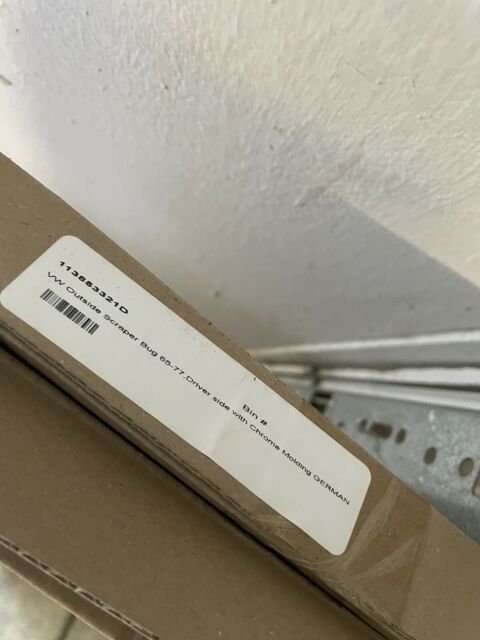 113853321D
VW Outside Scraper Bug 65-77,Driver side with Chrome Molding GERMAN
Bin #